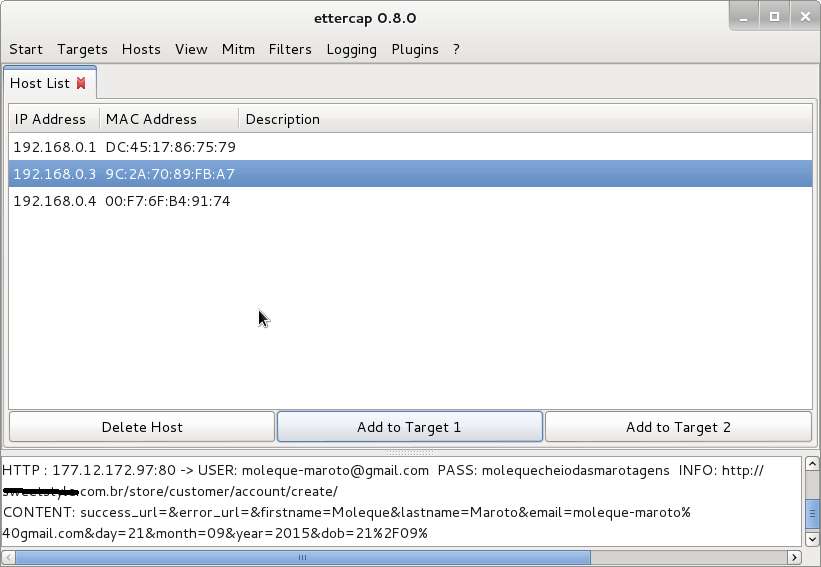 ettercap 0.8.0
Start Targets Hosts View Mitm Filters Logging Plugins ?
Host List
IP Address MAC Address Description
192.168.0.1 DC:45:17:86:75:79
192.168.0.3 9C:2A:70:89:FB:A7
192.168.0.4 00:F7:6F:B4:91:74
Delete Host Add to Target 1 Add to Target 2
HTTP : 177.12.172.97:80 -> USER: moleque-maroto@gmail.com PASS: molequecheiodasmarotagens INFO: http://
.com.br/store/customer/account/create/
CONTENT: success_url=&error_url=&firstname=Moleque&lastname=Maroto&email=moleque-maroto%
40gmail.com&day=21&month=09&year=2015&dob=21%2F09%